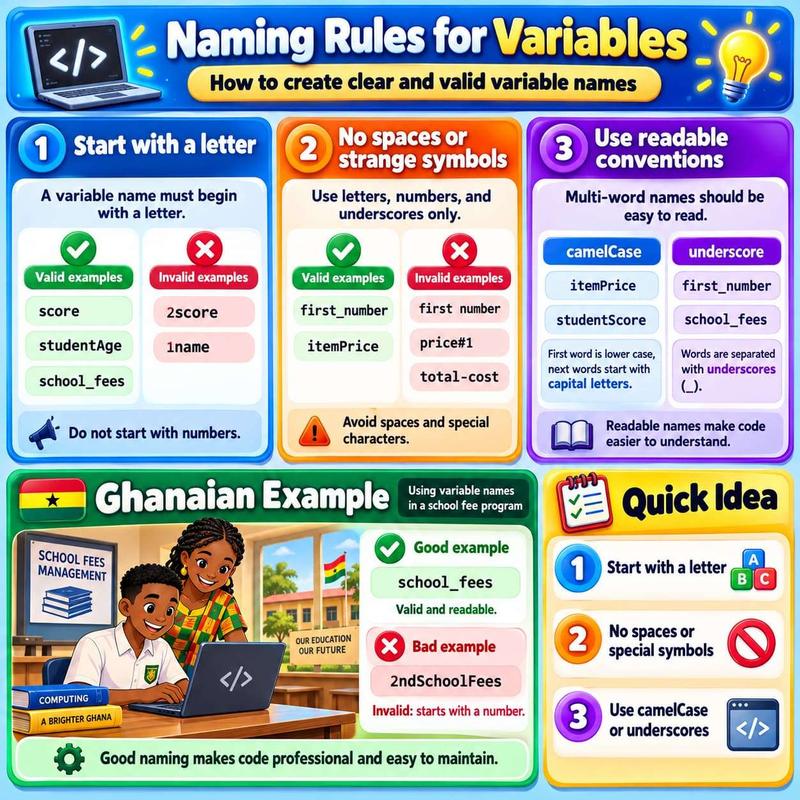 </>
Naming Rules for Variables
How to create clear and valid variable names
1 Start with a letter
A variable name must begin
with a letter.
Valid examples
score
studentAge
school_fees
Invalid examples
2score
1name
Do not start with numbers.
2 No spaces or
strange symbols
Use letters, numbers, and
underscores only.
Valid examples
first_number
itemPrice
Invalid examples
first number
price#1
total-cost
Avoid spaces and special
characters.
3 Use readable
conventions
Multi-word names should be
easy to read.
camelCase
itemPrice
studentScore
First word is lower case,
next words start with
capital letters.
underscore
first_number
school_fees
Words are separated
with underscores
(_).
Readable names make code
easier to understand.
Ghanaian Example
Using variable names
in a school fee program
SCHOOL FEES
MANAGEMENT
OUR EDUCATION
OUR FUTURE
</>
COMPUTING
A BRIGHTER GHANA
Good example
school_fees
Valid and readable.
Bad example
2ndSchoolFees
Invalid: starts with a number.
Good naming makes code professional and easy to maintain.
Quick Idea
1 Start with a letter
A
B C
2 No spaces or
special symbols
3 Use camelCase
or underscores
</>